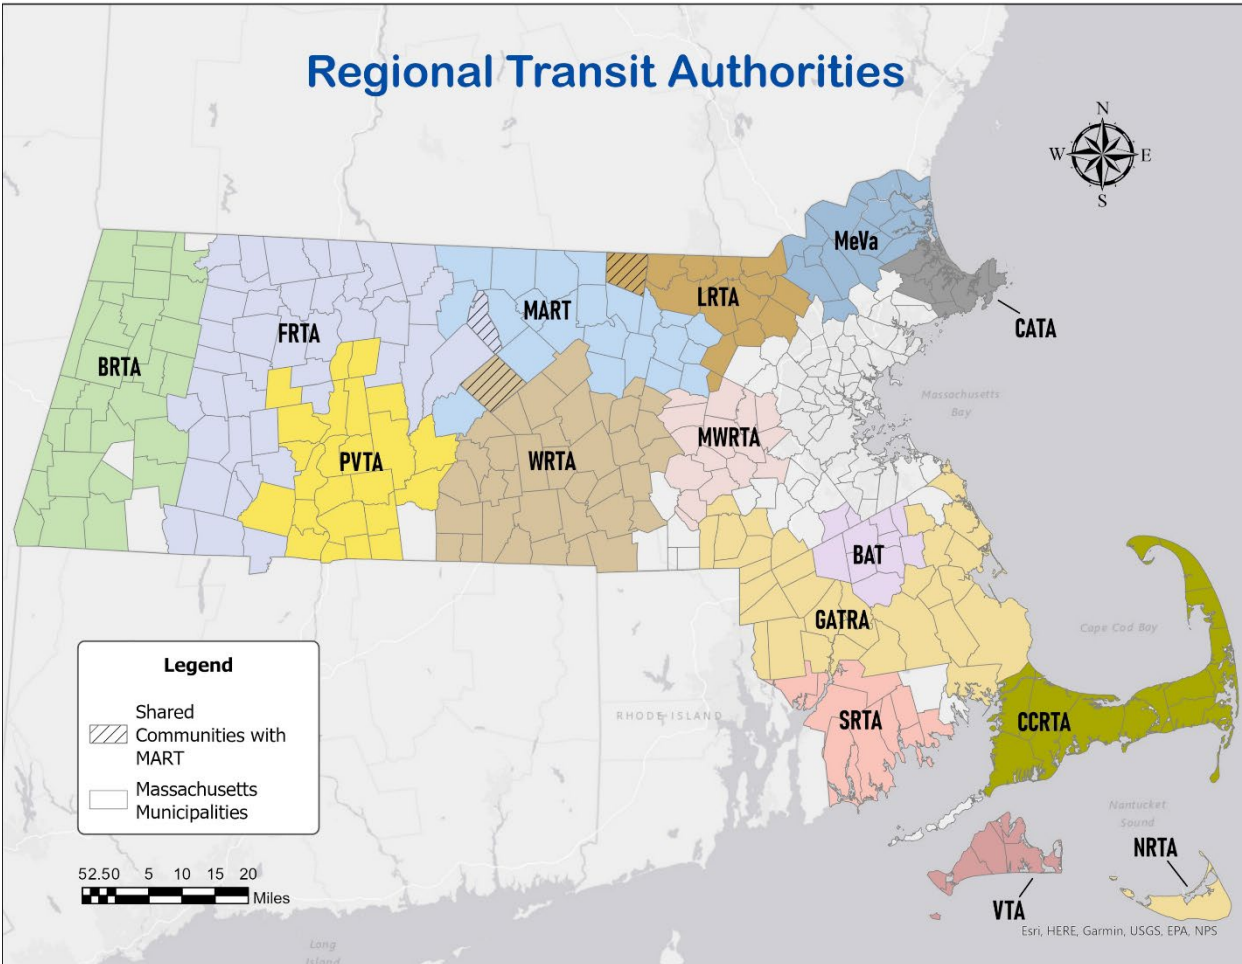 Regional Transit Authorities
N
W
E
S
MeVa
CATA
LRTA
MART
FRTA
BRTA
Massachusetts
Bay
MWRTA
PVTA
WRTA
BAT
GATRA
Cape Cod Bay
RHODE ISLAND
SRTA
CCRTA
Legend
Shared
Communities with
MART
Massachusetts
Municipalities
Nantucket
Sound
NRTA
VTA
52.50 5 10 15 20
Miles
Esri, HERE, Garmin, USGS, EPA, NPS
Long
Island